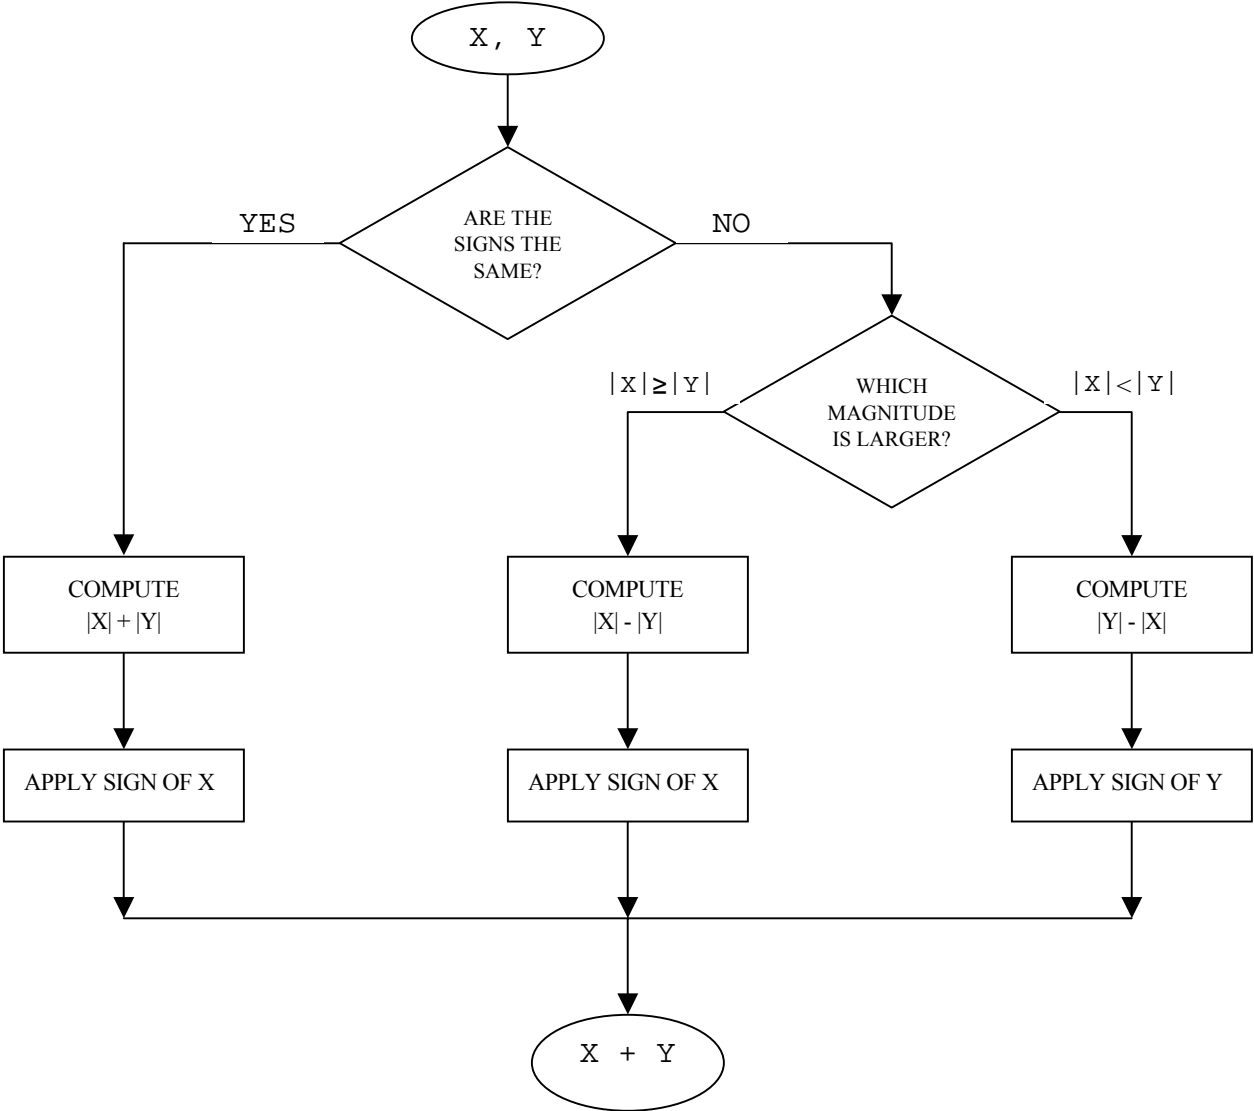 X, Y
YES
ARE THE
SIGNS THE
SAME?
NO
|X|≥|Y|
WHICH
MAGNITUDE
IS LARGER?
|X|<|Y|
COMPUTE
|X| + |Y|
COMPUTE
|X| - |Y|
COMPUTE
|Y| - |X|
APPLY SIGN OF X
APPLY SIGN OF X
APPLY SIGN OF Y
X + Y